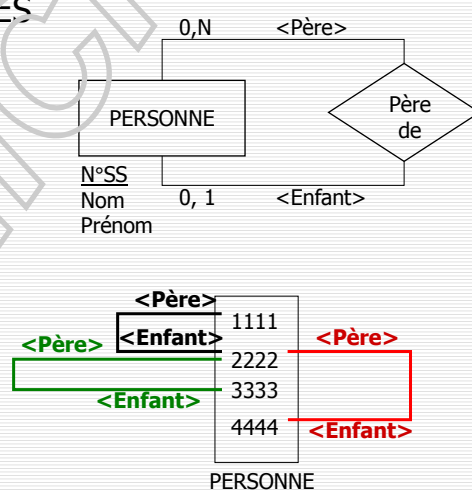 ES
0,N <Père>
PERSONNE
Père
de
N°SS
Nom
Prénom
0, 1 <Enfant>
<Père>
1111
<Enfant>
<Père>
<Père>
2222
3333
<Enfant>
4444
<Enfant>
PERSONNE